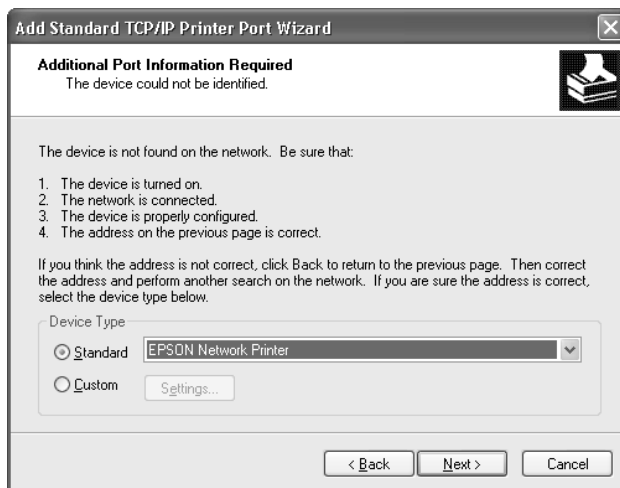 Add Standard TCP/IP Printer Port Wizard
Additional Port Information Required
The device could not be identified.
The device is not found on the network.  Be sure that:
1.  The device is turned on.
2.  The network is connected.
3.  The device is properly configured.
4.  The address on the previous page is correct.
If you think the address is not correct, click Back to return to the previous page.  Then correct
the address and perform another search on the network.  If you are sure the address is correct,
select the device type below.
Device Type
Standard EPSON Network Printer
Custom Settings...
< Back Next > Cancel